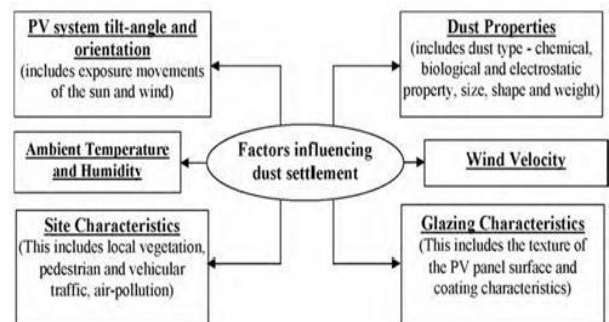 PV system tilt-angle and
orientation
(includes exposure movements
of the sun and wind)
Dust Properties
(includes dust type - chemical,
biological and electrostatic
property, size, shape and weight)
Ambient Temperature
and Humidity
Factors influencing
dust settlement
Wind Velocity
Site Characteristics
(This includes local vegetation,
pedestrian and vehicular
traffic, air-pollution)
Glazing Characteristics
(This includes the texture of
the PV panel surface and
coating characteristics)